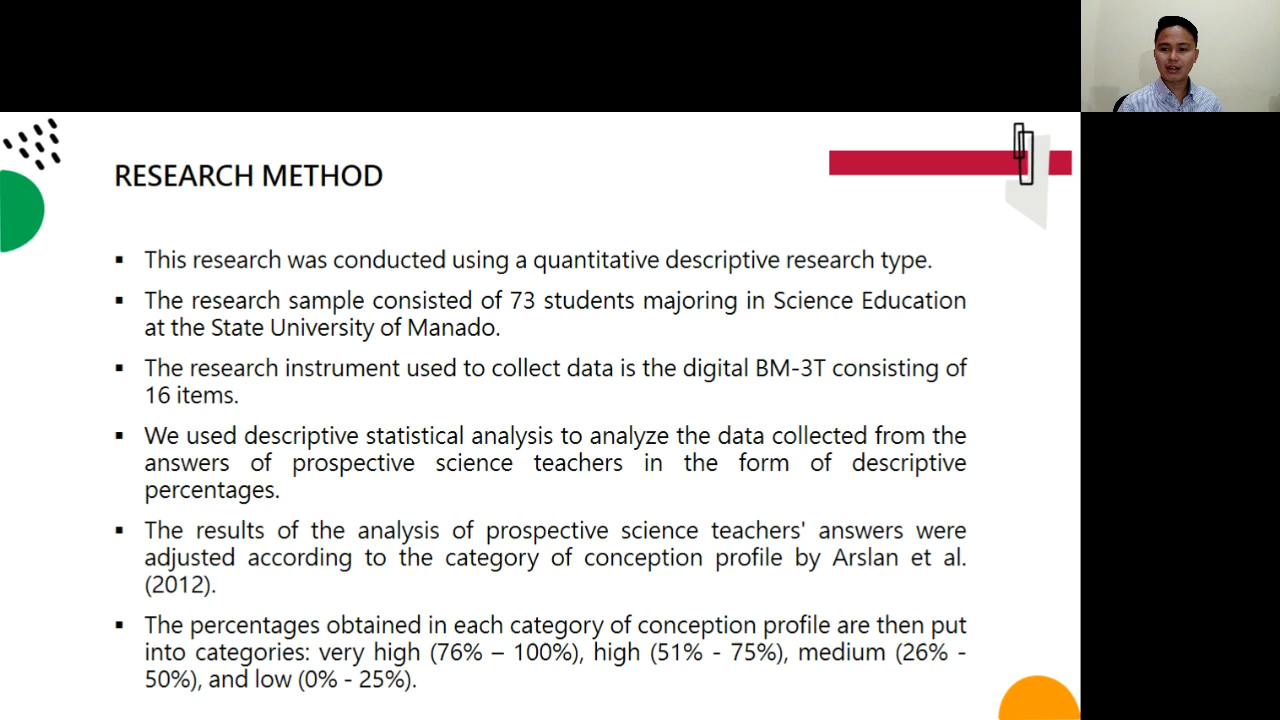 RESEARCH METHOD
▪ This research was conducted using a quantitative descriptive research type.
▪ The research sample consisted of 73 students majoring in Science Education
at the State University of Manado.
▪ The research instrument used to collect data is the digital BM-3T consisting of
16 items.
▪ We used descriptive statistical analysis to analyze the data collected from the
answers of prospective science teachers in the form of descriptive
percentages.
▪ The results of the analysis of prospective science teachers' answers were
adjusted according to the category of conception profile by Arslan et al.
(2012).
▪ The percentages obtained in each category of conception profile are then put
into categories: very high (76% – 100%), high (51% - 75%), medium (26% -
50%), and low (0% - 25%).